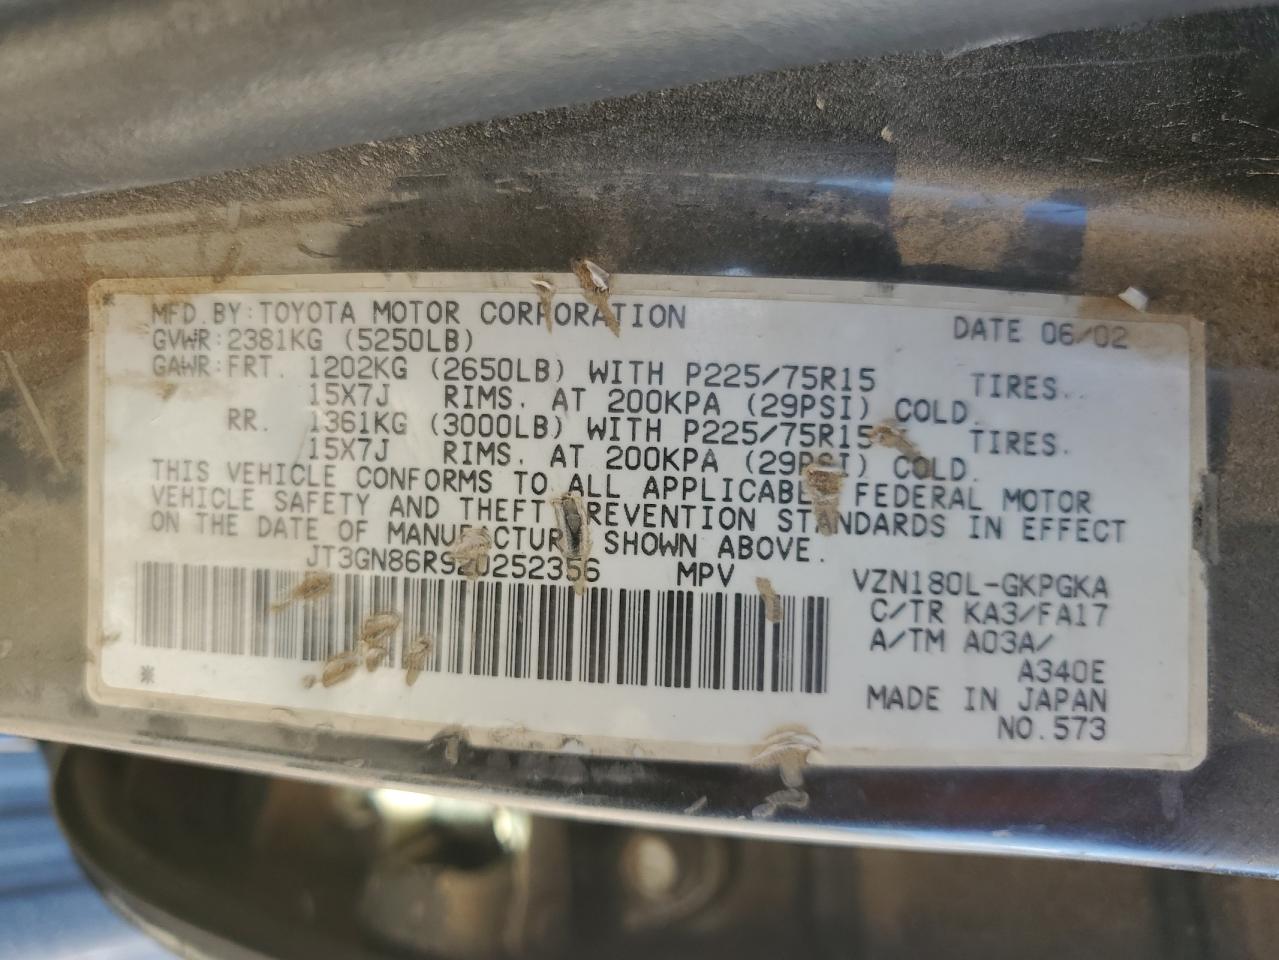 MFD.BY:TOYOTA MOTOR CORPORATION DATE 06/02
GVWR:2381KG (5250LB)
GAWR:FRT. 1202KG (2650LB) WITH P225/75R15 TIRES.
15X7J RIMS. AT 200KPA (29PSI) COLD.
RR. 1361KG (3000LB) WITH P225/75R15 TIRES.
15X7J RIMS. AT 200KPA (29PSI) COLD.
THIS VEHICLE CONFORMS TO ALL APPLICABLE FEDERAL MOTOR
VEHICLE SAFETY AND THEFT PREVENTION STANDARDS IN EFFECT
ON THE DATE OF MANUFACTURE SHOWN ABOVE.
JT3GN86R920252356 MPV VZN180L-GKPGKA
C/TR KA3/FA17
A/TM A03A/
A340E
MADE IN JAPAN
NO.573